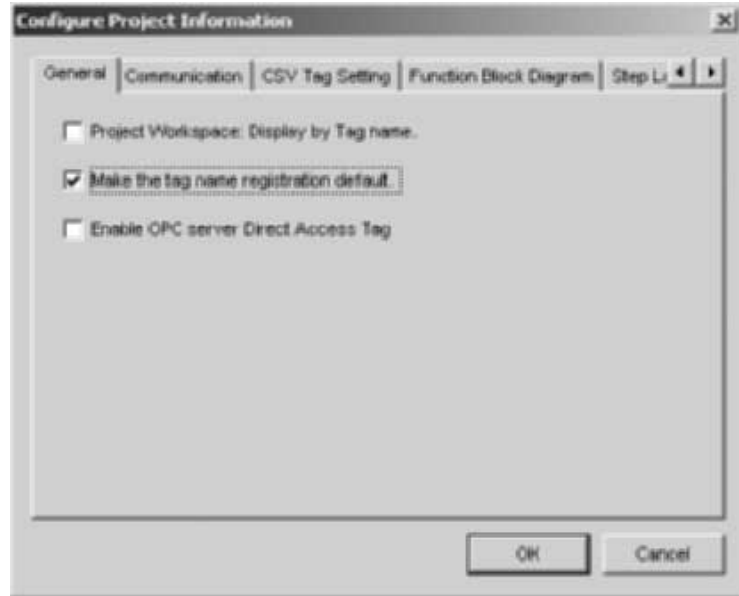 Configure Project Information
General Communication CSV Tag Setting Function Block Diagram Step
Project Workspace: Display by Tag name.
Make the tag name registration default.
Enable OPC server Direct Access Tag
OK Cancel